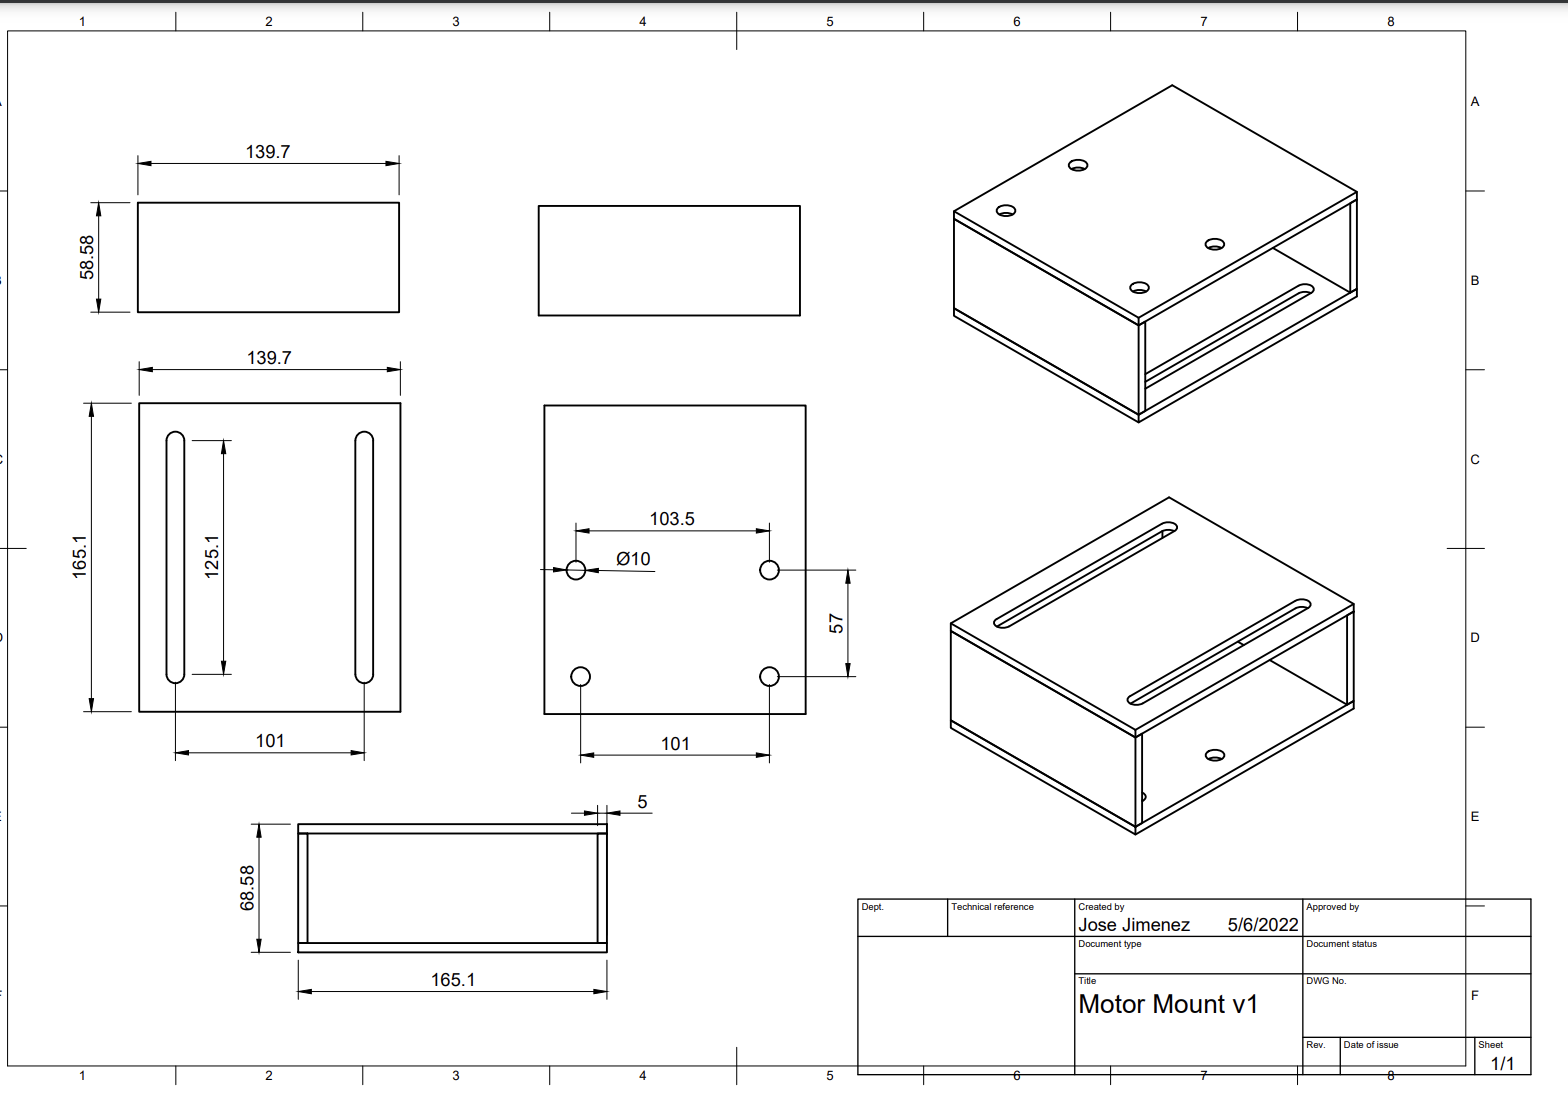 1 2 3 4 5 6 7 8
A
B
C
D
E
F
139.7
58.58
139.7
165.1
125.1
101
103.5
Ø10
57
101
5
68.58
165.1
Dept.
Technical reference
Created by
Approved by
Jose Jimenez 5/6/2022
Document type
Document status
Title
DWG No.
Motor Mount v1
Rev.
Date of issue
Sheet
1/1
1 2 3 4 5 6 7 8